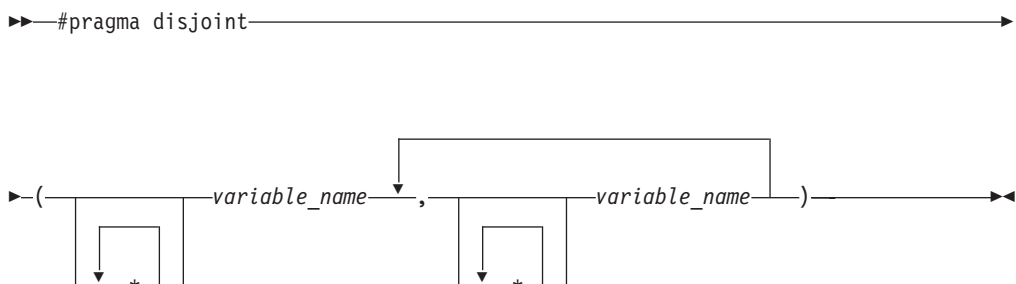 #pragma disjoint
( variable_name , variable_name )
* *